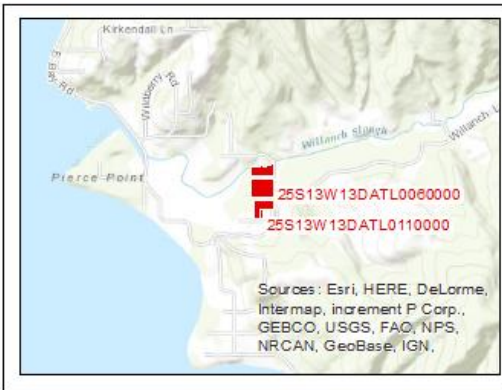 Kirkendall Ln
E Bay Rd
Wildberry Rd
Willanch Slough
Willanch L
Pierce Point
25S13W13DATL0060000
25S13W13DATL0110000
Sources: Esri, HERE, DeLorme,
Intermap, increment P Corp.,
GEBCO, USGS, FAO, NPS,
NRCAN, GeoBase, IGN,